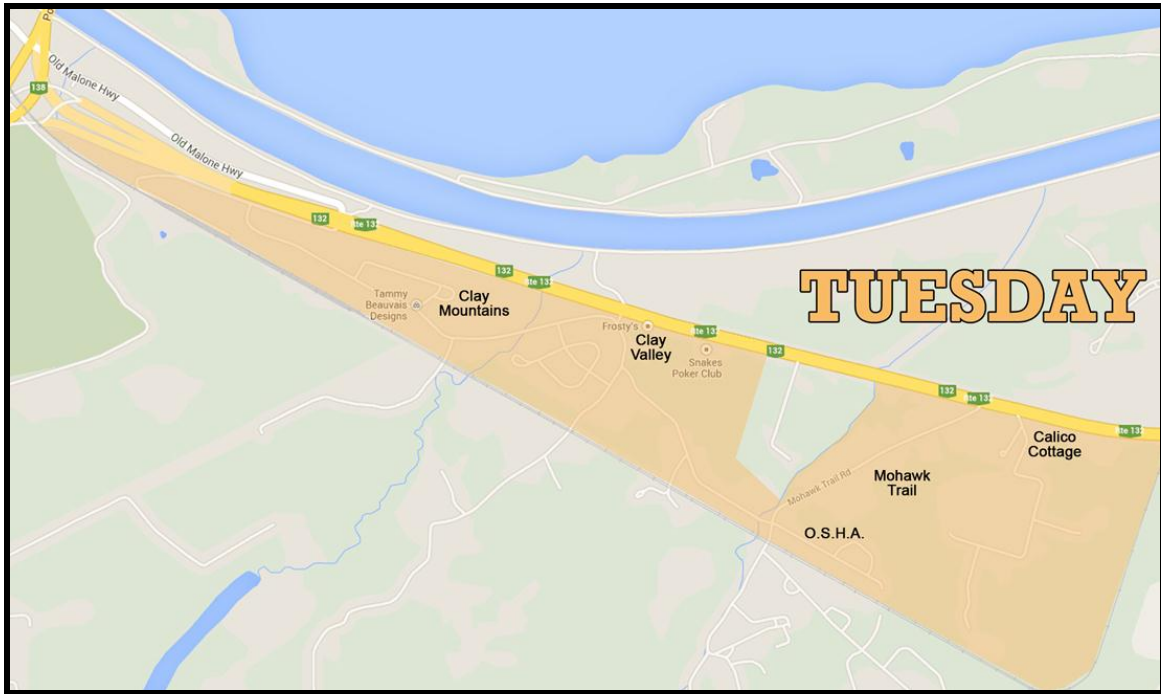 Po
Old Malone Hwy
138
Old Malone Hwy
132
Rte 132
132
Rte 132
TUESDAY
Tammy
Beauvais
Designs
Clay
Mountains
Frosty's
Clay
Valley
Rte 132
Snakes
Poker Club
132
132
Rte 132
Rte 132
Calico
Cottage
Mohawk Trail Rd
Mohawk
Trail
O.S.H.A.